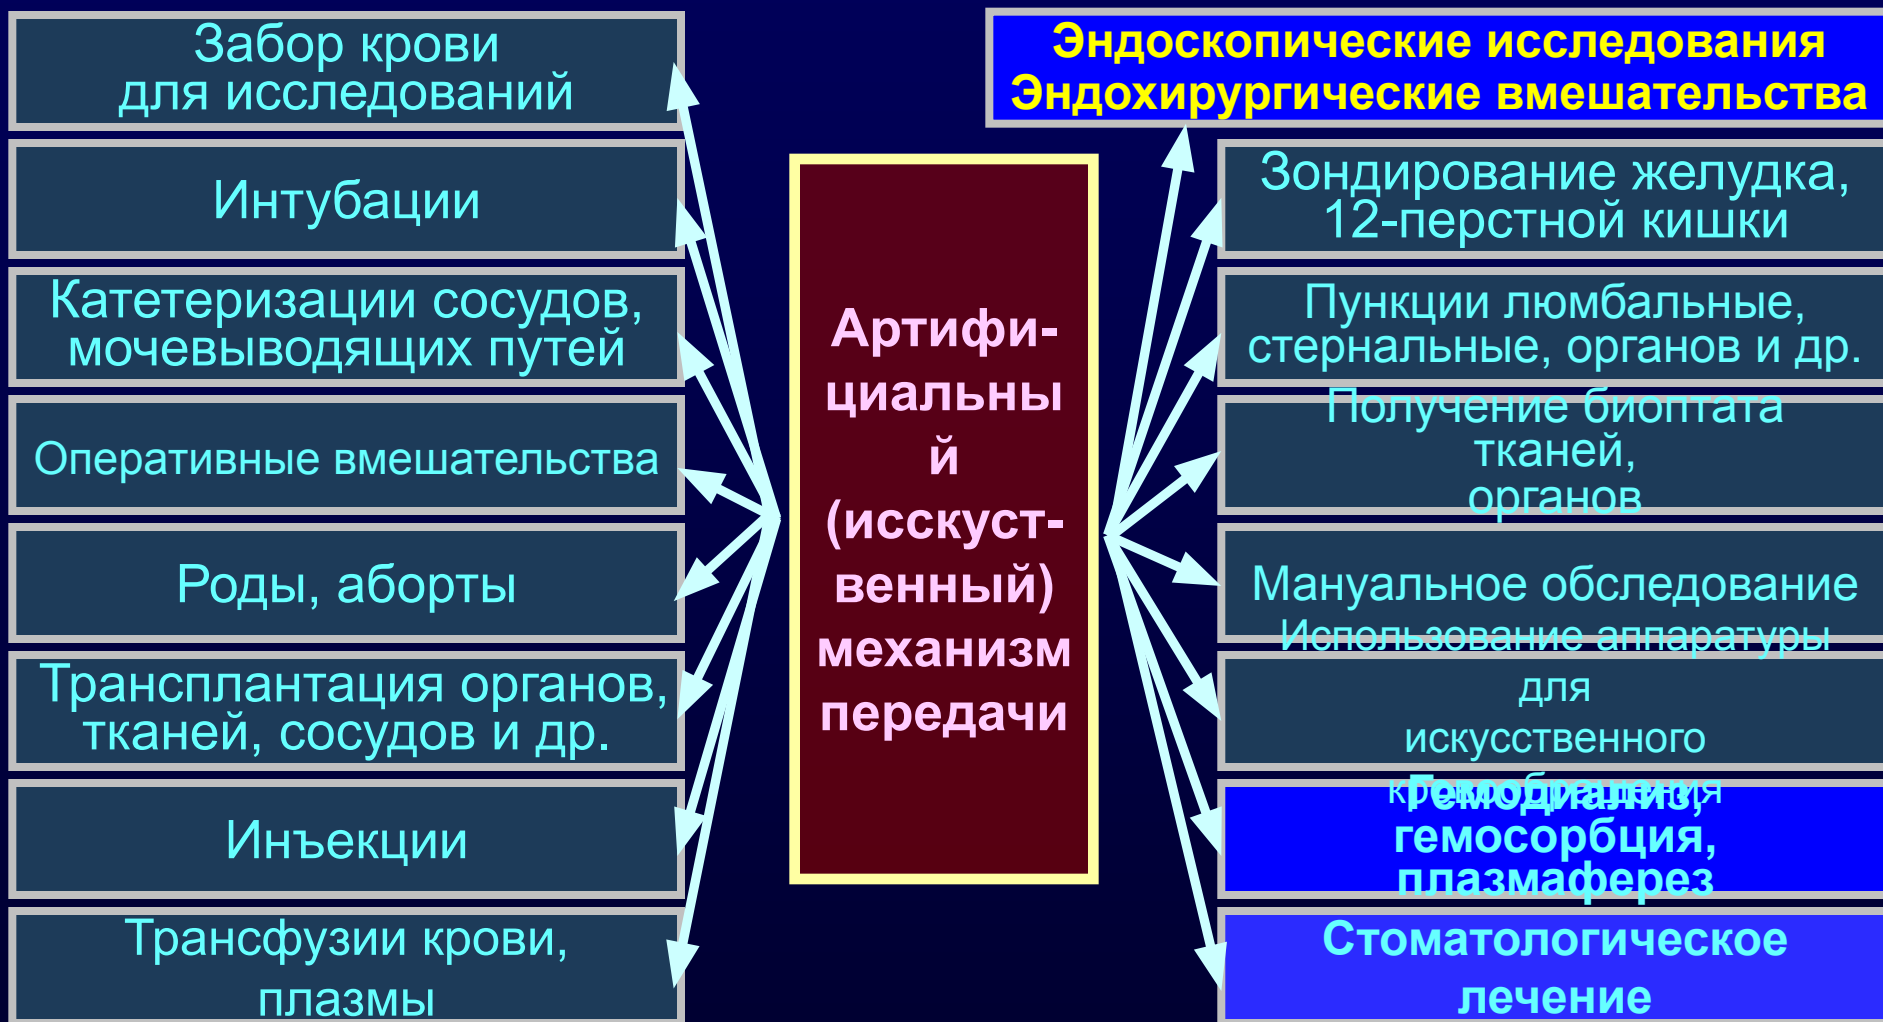 Забор крови
для исследований
Интубации
Катетеризации сосудов,
мочевыводящих путей
Оперативные вмешательства
Роды, аборты
Трансплантация органов,
тканей, сосудов и др.
Инъекции
Трансфузии крови,
плазмы
Артифи-
циальны
й
(исскуст-
венный)
механизм
передачи
Эндоскопические исследования
Эндохирургические вмешательства
Зондирование желудка,
12-перстной кишки
Пункции люмбальные,
стернальные, органов и др.
Получение биоптата
тканей,
органов
Мануальное обследование
Использование аппаратуры
для
искусственного
кровообращения
Гемодиализ,
гемосорбция,
плазмаферез
Стоматологическое
лечение